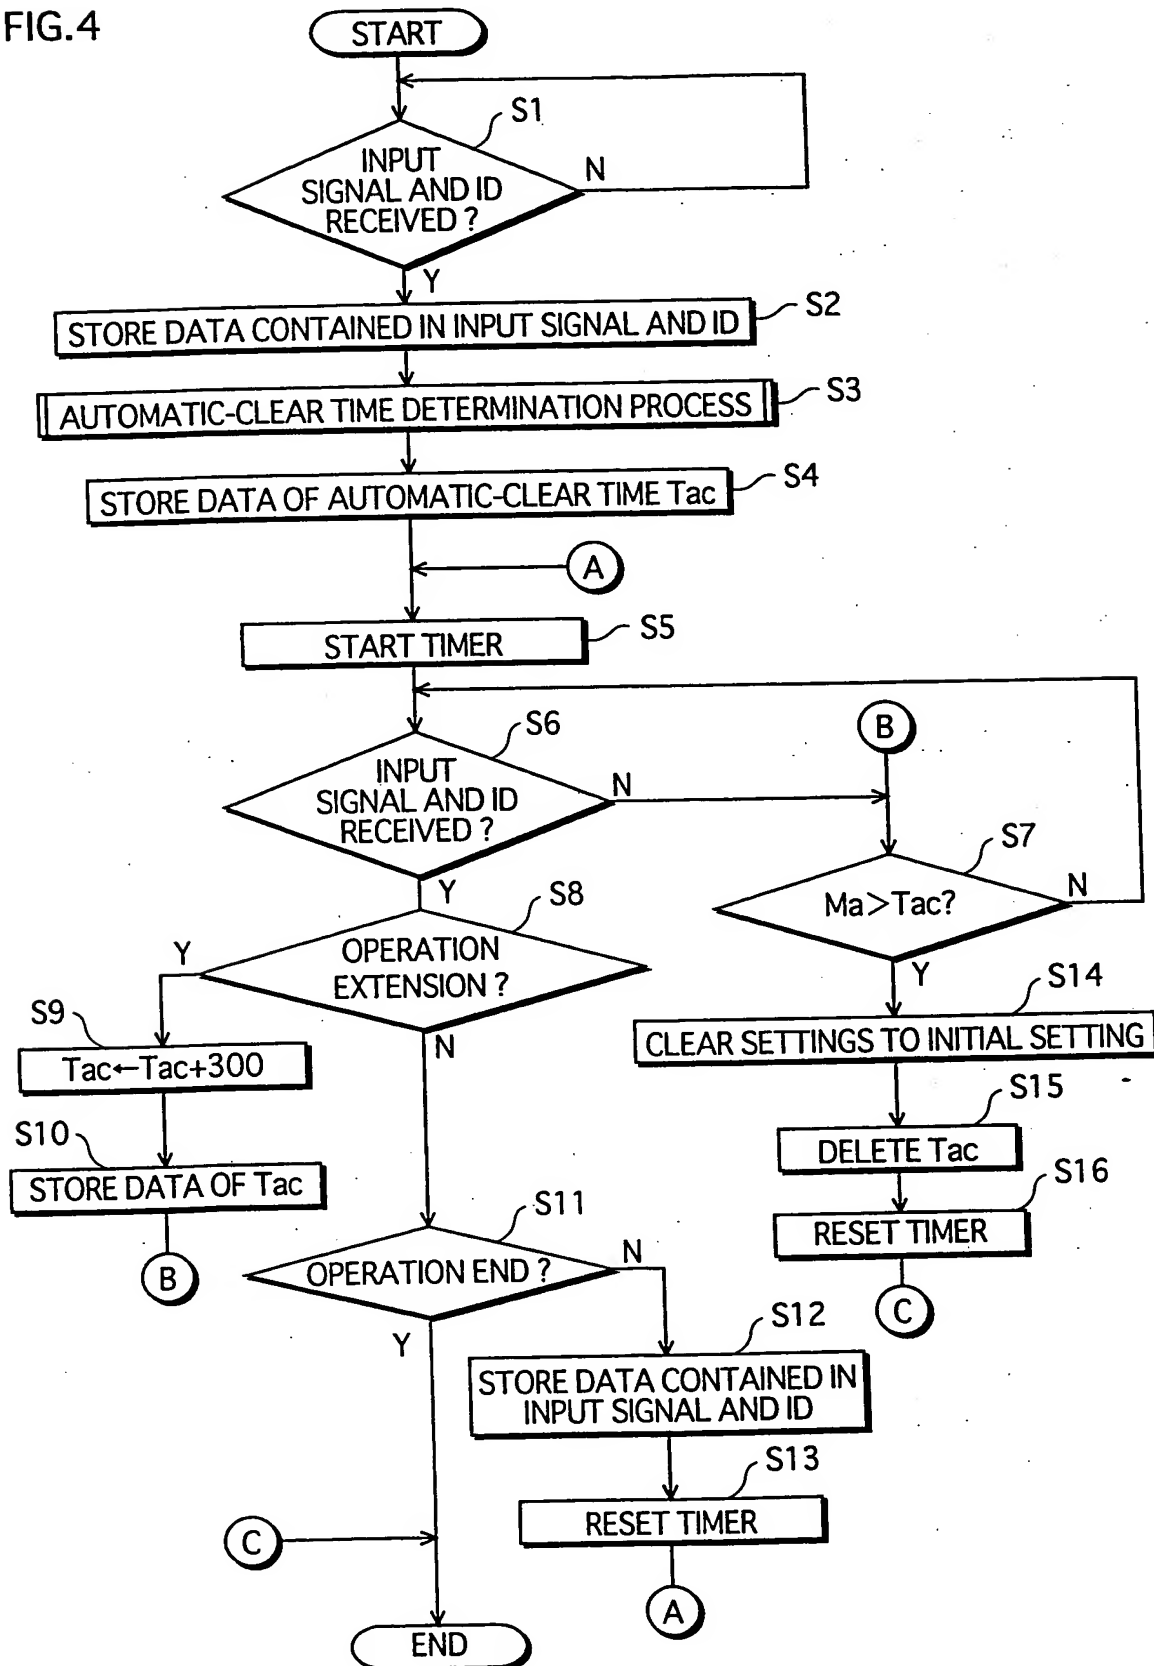 FIG.4
START
S1
INPUT
SIGNAL AND ID
RECEIVED ?
N
Y
S2
STORE DATA CONTAINED IN INPUT SIGNAL AND ID
S3
AUTOMATIC-CLEAR TIME DETERMINATION PROCESS
S4
STORE DATA OF AUTOMATIC-CLEAR TIME Tac
A
S5
START TIMER
S6
INPUT
SIGNAL AND ID
RECEIVED ?
N
B
Y
S7
Ma>Tac?
N
Y
S8
OPERATION
EXTENSION ?
Y
N
S9
Tac←Tac+300
S10
STORE DATA OF Tac
B
S14
CLEAR SETTINGS TO INITIAL SETTING
S15
DELETE Tac
S16
RESET TIMER
C
S11
OPERATION END ?
N
Y
S12
STORE DATA CONTAINED IN
INPUT SIGNAL AND ID
S13
RESET TIMER
A
C
END